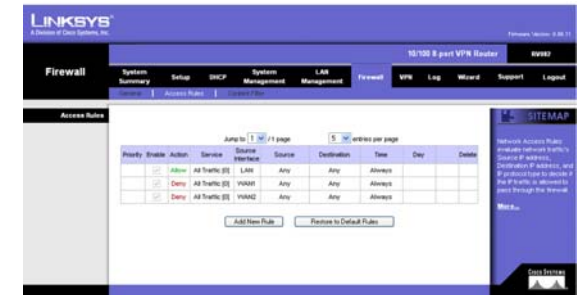 LINKSYS®
A Division of Cisco Systems, Inc.
10/100 8-port VPN Router RV082
Firewall
System Summary Setup DHCP System Management LAN Management Firewall VPN Log Wizard Support Logout
General | Access Rules | Content Filter
Access Rules
SITEMAP
Jump to 1 / 1 page 5 entries per page
Priority Enable Action Service Source Interface Source Destination Time Day Delete
Allow All Traffic [0] LAN Any Any Always
Deny All Traffic [0] WAN1 Any Any Always
Deny All Traffic [0] WAN2 Any Any Always
Add New Rule Restore to Default Rules
Network Access Rules
evaluate network traffic's
Source IP address,
Destination IP address, and
IP protocol type to decide if
the IP traffic is allowed to
pass through the firewall.
More...
CISCO SYSTEMS